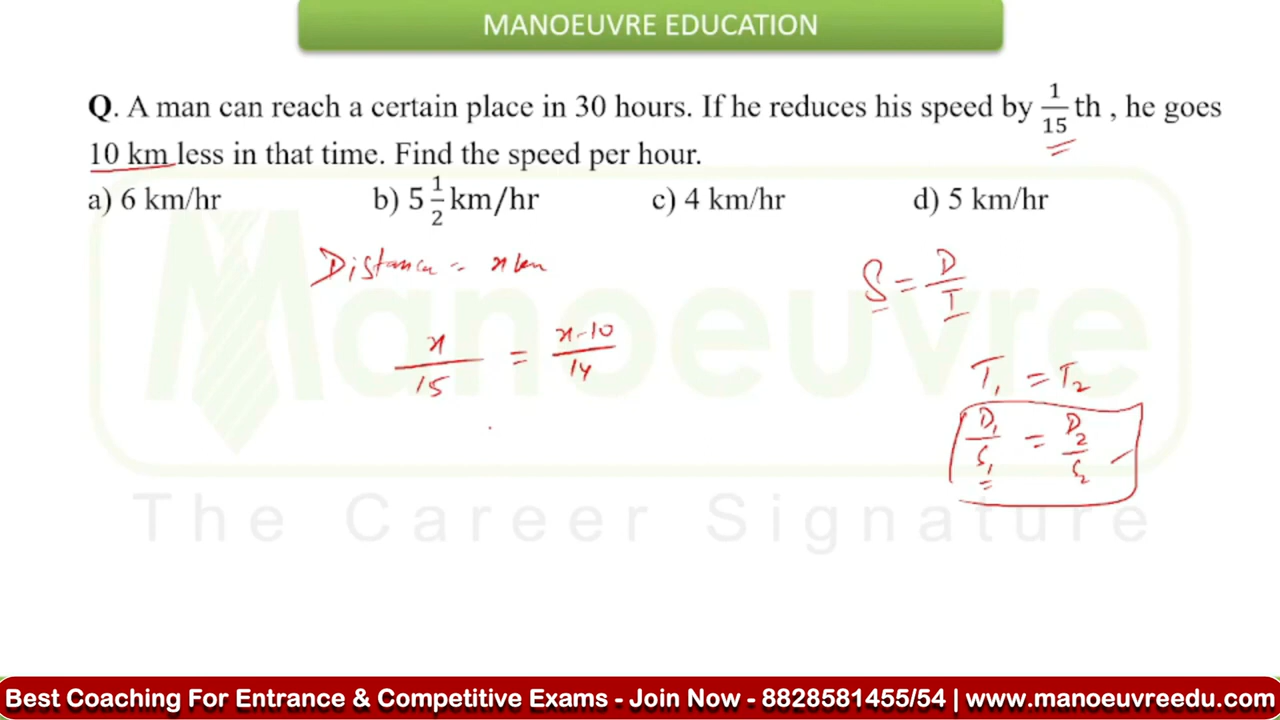 MANOEUVRE EDUCATION
Q. A man can reach a certain place in 30 hours. If he reduces his speed by 1/15 th , he goes
10 km less in that time. Find the speed per hour.
a) 6 km/hr b) 5 1/2 km/hr c) 4 km/hr d) 5 km/hr
Distance = x km
S = D/T
x/15 = x-10/14
T1 = T2
D1/S1 = D2/S2
Manoeuvre
The Career Signature
Best Coaching For Entrance & Competitive Exams - Join Now - 8828581455/54 | www.manoeuvreedu.com